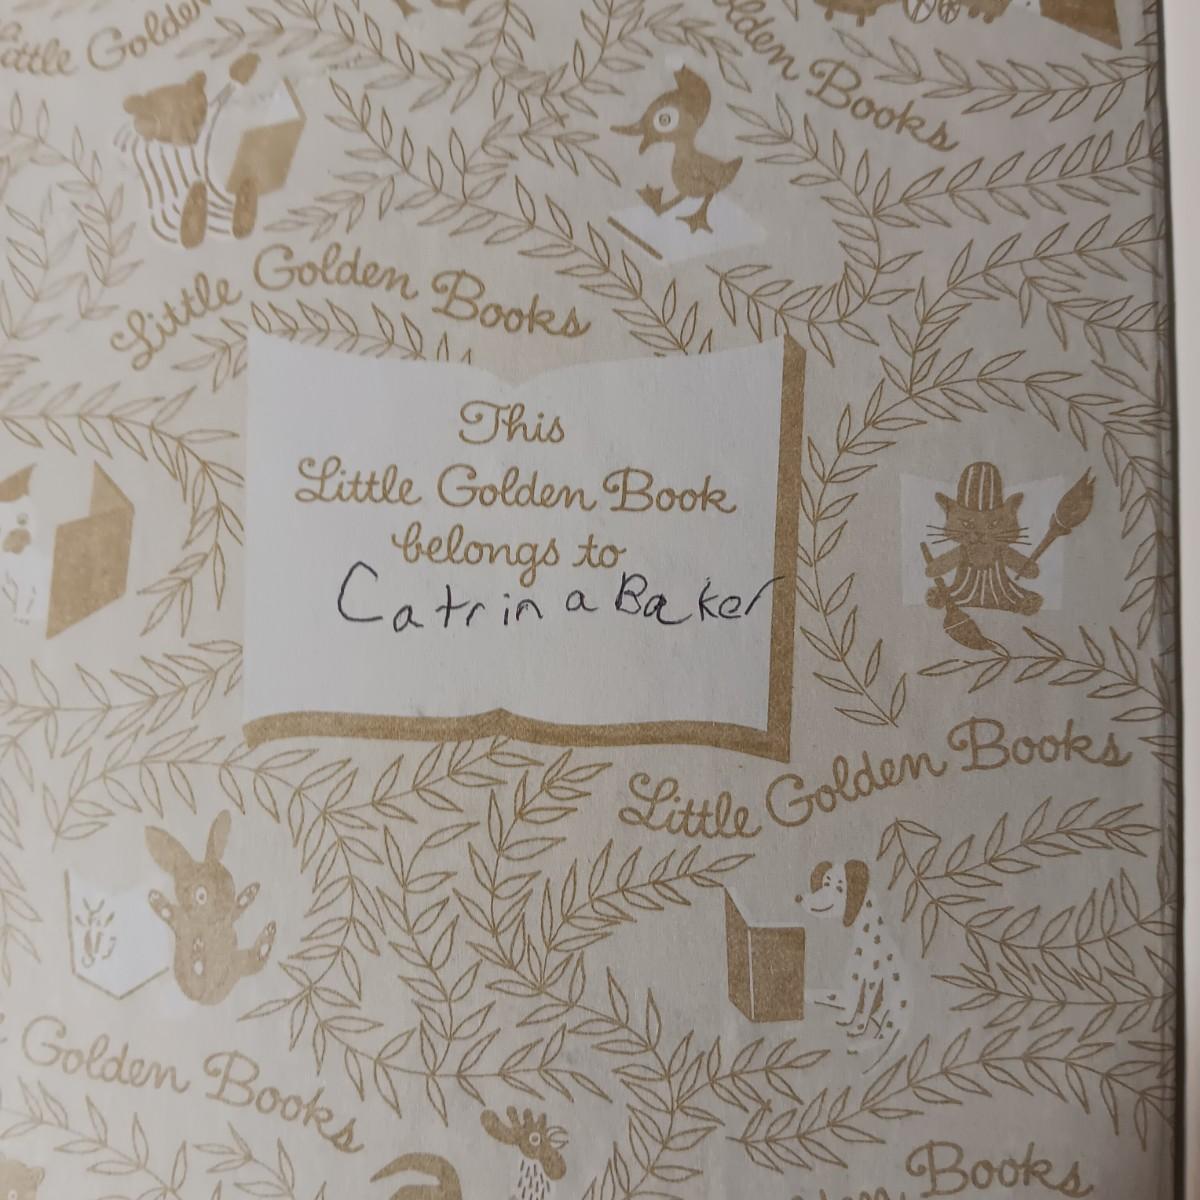 Little Golden
olden Books
Little Golden Books
This
Little Golden Book
belongs to
Catrina Baker
Little Golden Books
Golden Books
Books